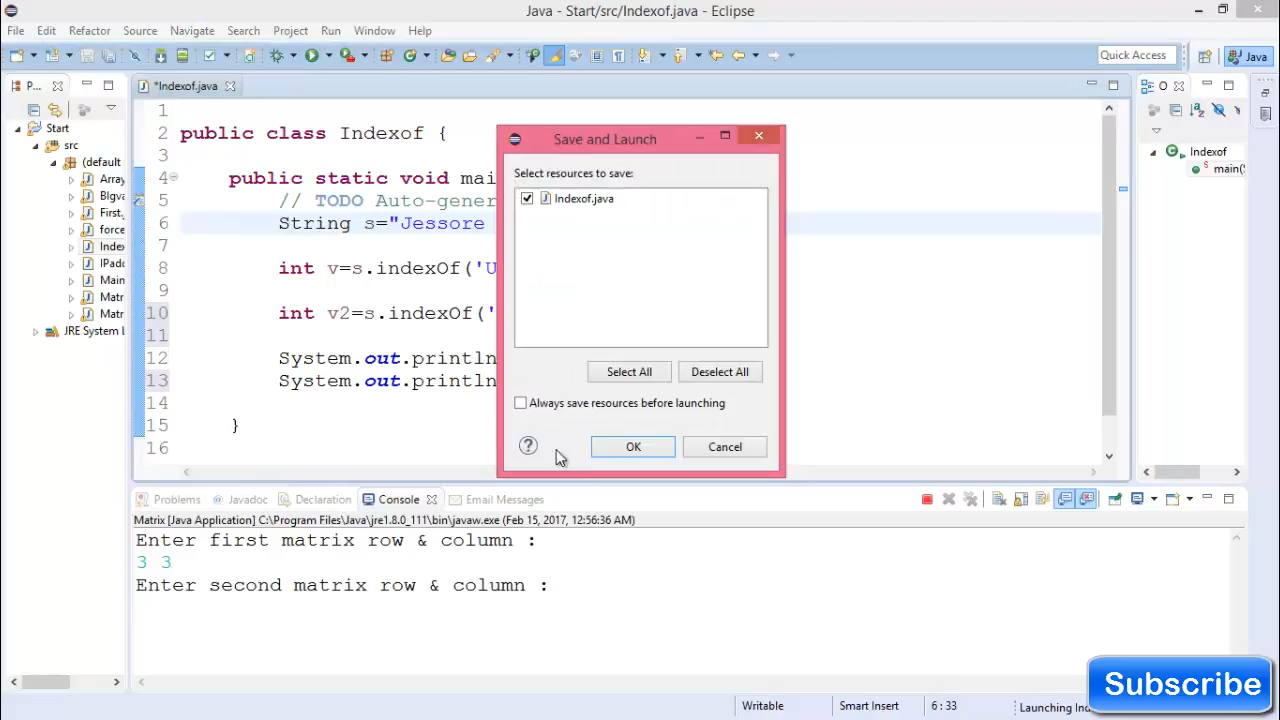 Java - Start/src/Indexof.java - Eclipse
File Edit Refactor Source Navigate Search Project Run Window Help
Quick Access
Java
P...
*Indexof.java
O
Start
src
(default
Array
BIgva
First_
force
Index
IPadd
Main
Matr
Matr
JRE System L
1
2 public class Indexof {
3
4 public static void mai
5 // TODO Auto-gener
6 String s="Jessore
7
8 int v=s.indexOf('U
9
10 int v2=s.indexOf('
11
12 System.out.println
13 System.out.println
14
15 }
16
Save and Launch
Select resources to save:
Indexof.java
Select All Deselect All
Always save resources before launching
OK Cancel
Indexof
main(S
Problems Javadoc Declaration Console Email Messages
Matrix [Java Application] C:\Program Files\Java\jre1.8.0_111\bin\javaw.exe (Feb 15, 2017, 12:56:36 AM)
Enter first matrix row & column :
3 3
Enter second matrix row & column :
Writable Smart Insert 6 : 33 Launching Ind
Subscribe